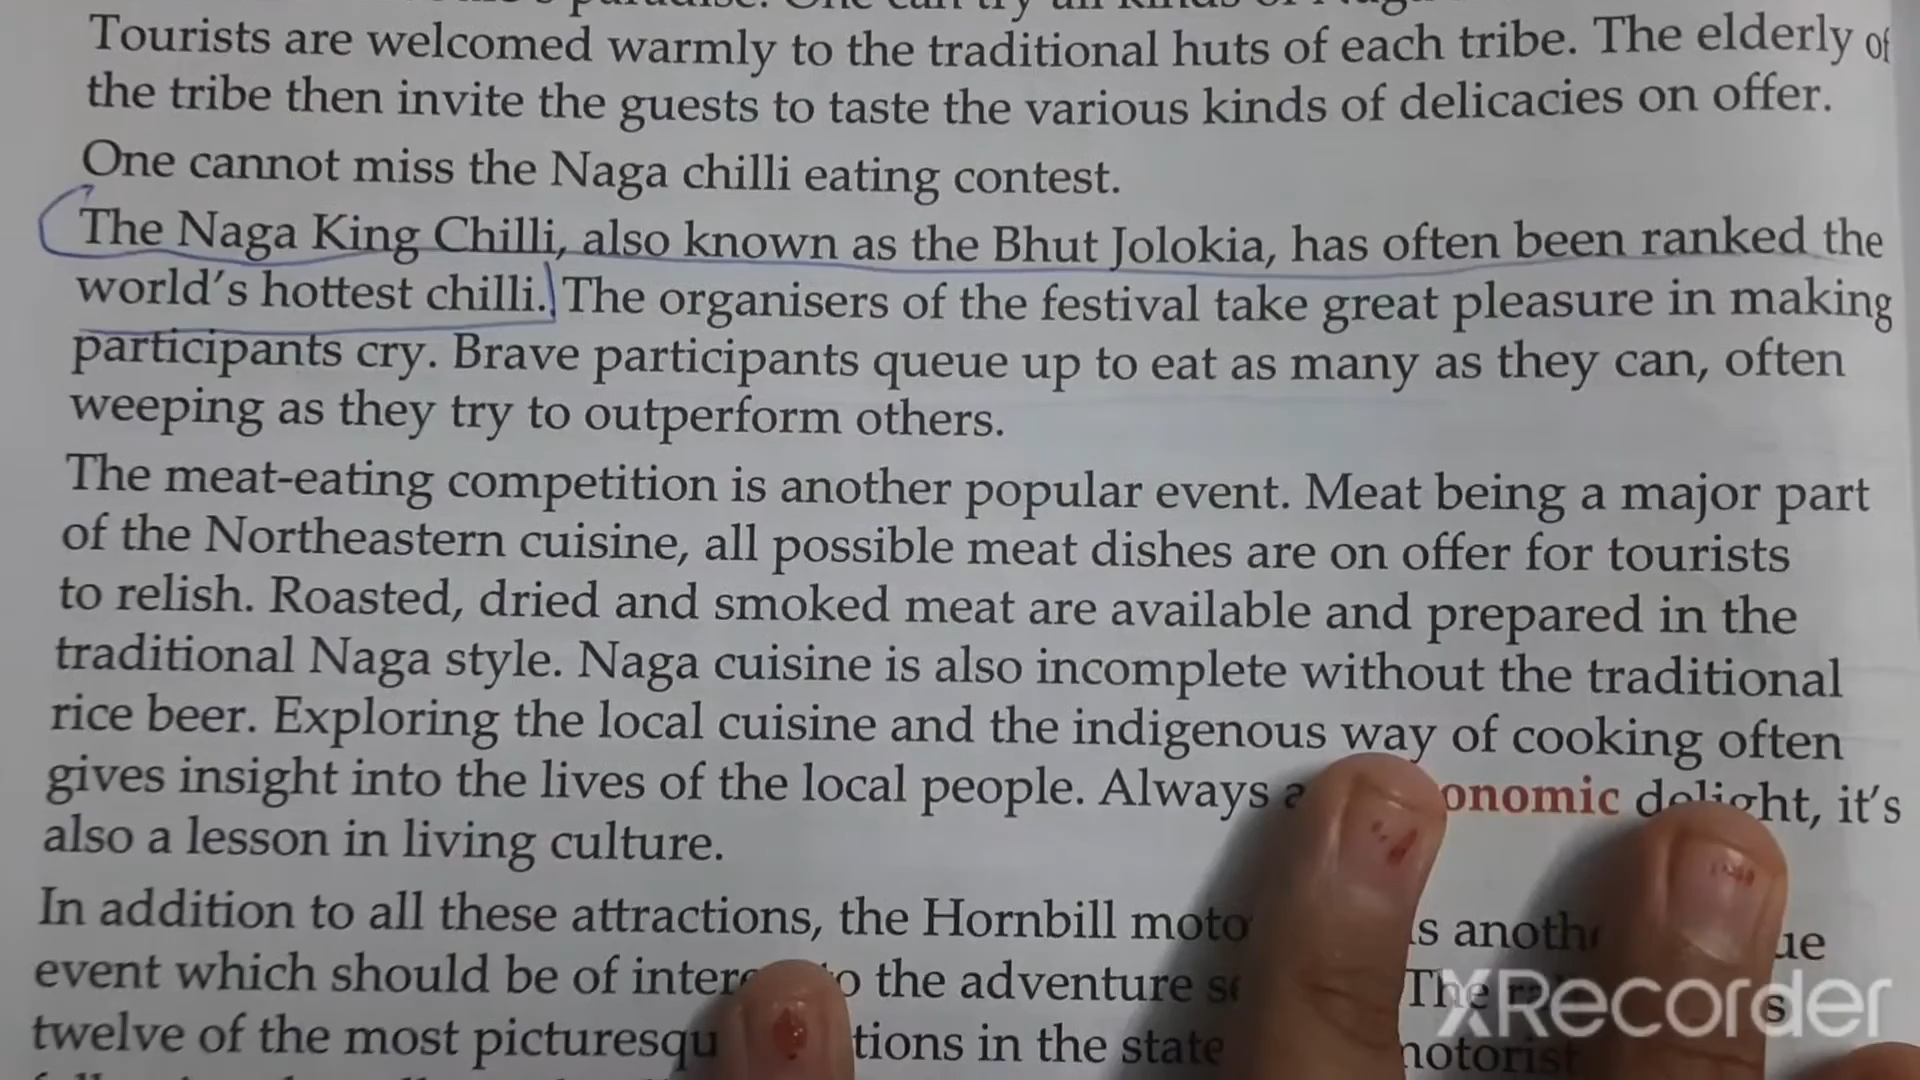 Tourists are welcomed warmly to the traditional huts of each tribe. The elderly of
the tribe then invite the guests to taste the various kinds of delicacies on offer.
One cannot miss the Naga chilli eating contest.
The Naga King Chilli, also known as the Bhut Jolokia, has often been ranked the
world's hottest chilli. The organisers of the festival take great pleasure in making
participants cry. Brave participants queue up to eat as many as they can, often
weeping as they try to outperform others.
The meat-eating competition is another popular event. Meat being a major part
of the Northeastern cuisine, all possible meat dishes are on offer for tourists
to relish. Roasted, dried and smoked meat are available and prepared in the
traditional Naga style. Naga cuisine is also incomplete without the traditional
rice beer. Exploring the local cuisine and the indigenous way of cooking often
gives insight into the lives of the local people. Always onomic delight, it's
also a lesson in living culture.
In addition to all these attractions, the Hornbill moto
event which should be of the adventure The
twelve of the most in the state
XRecorder